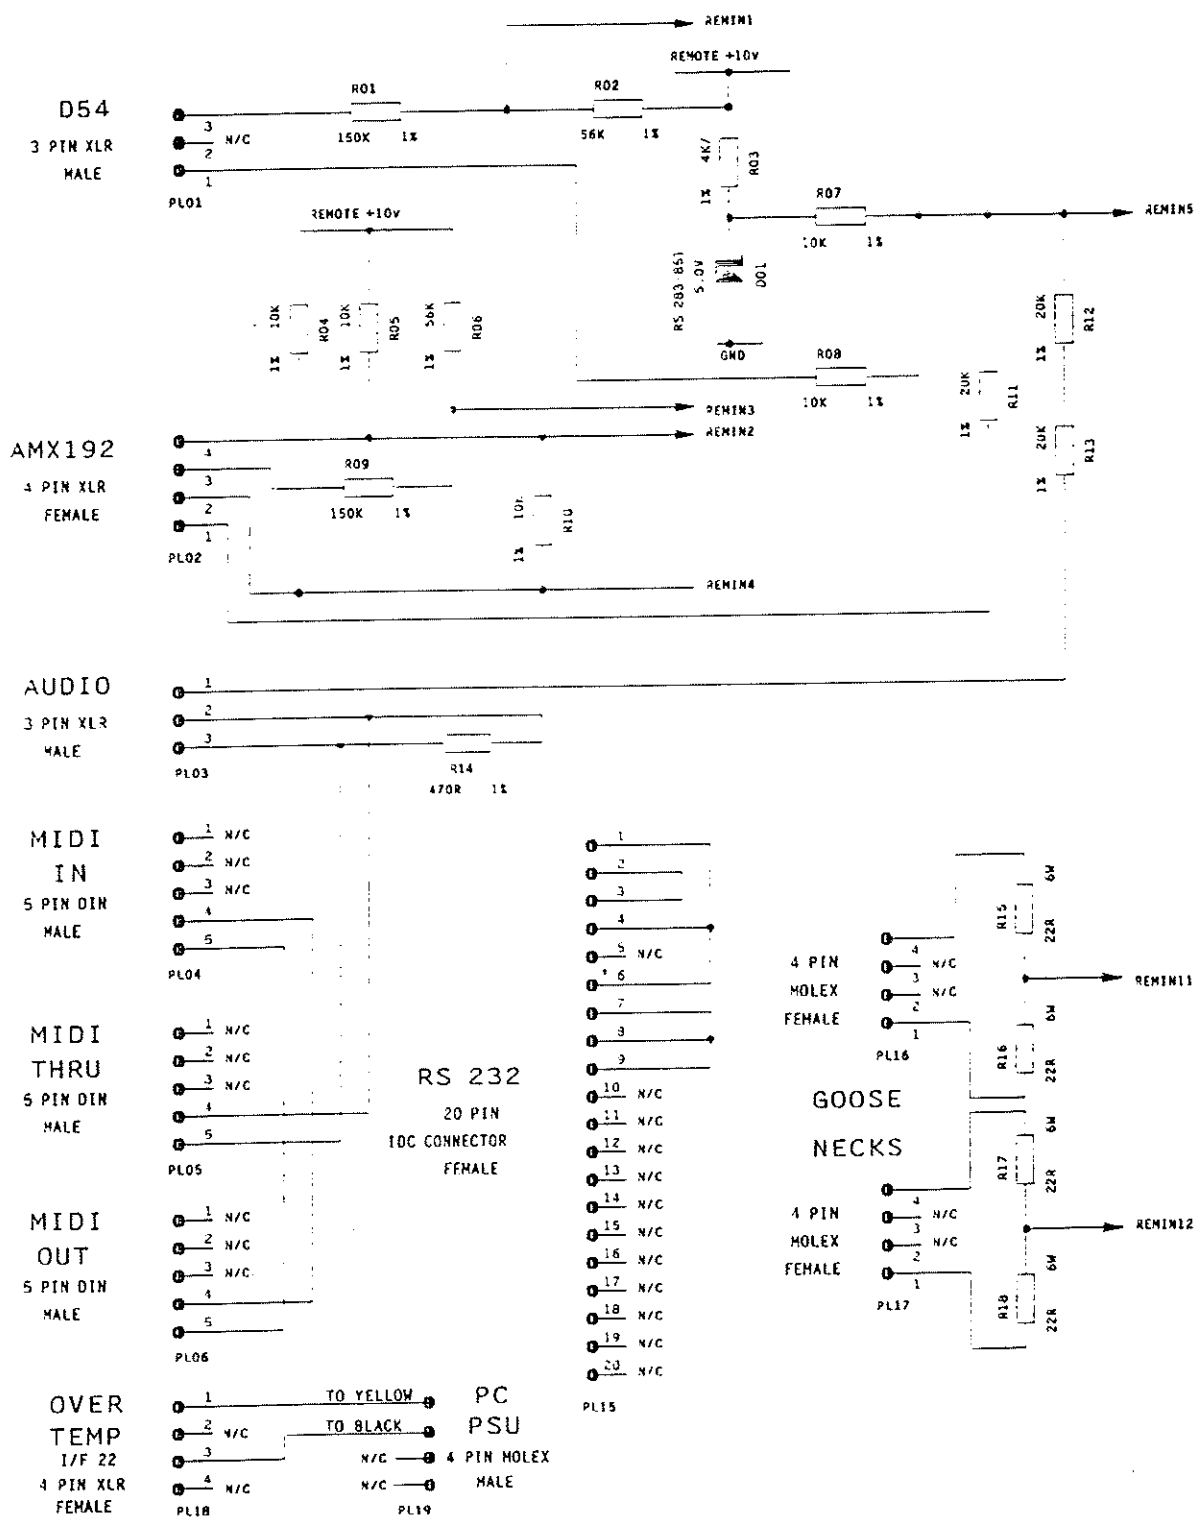 REMIN1
REMOTE +10v
D54
3 PIN XLR
MALE
3
2
1
N/C
PL01
R01
150K 1%
R02
56K 1%
4K7
1%
R03
R07
10K 1%
REMIN5
REMOTE +10v
10K
1%
R04
10K
1%
R05
56K
1%
R06
RS 283-861
5.0V
D01
GND
R08
10K 1%
20K
1%
R12
20K
1%
R11
20K
1%
R13
REMIN3
REMIN2
AMX192
4 PIN XLR
FEMALE
4
3
2
1
PL02
R09
150K 1%
10K
1%
R10
REMIN4
AUDIO
3 PIN XLR
MALE
1
2
3
PL03
R14
470R 1%
MIDI
IN
5 PIN DIN
MALE
1 N/C
2 N/C
3 N/C
4
5
PL04
MIDI
THRU
5 PIN DIN
MALE
1 N/C
2 N/C
3 N/C
4
5
PL05
MIDI
OUT
5 PIN DIN
MALE
1 N/C
2 N/C
3 N/C
4
5
PL06
RS 232
20 PIN
IDC CONNECTOR
FEMALE
1
2
3
4
5 N/C
6
7
8
9
10 N/C
11 N/C
12 N/C
13 N/C
14 N/C
15 N/C
16 N/C
17 N/C
18 N/C
19 N/C
20 N/C
PL15
4 PIN
MOLEX
FEMALE
4
3 N/C
2 N/C
1
PL16
R15
6W
22R
REMIN11
R16
6W
22R
GOOSE
NECKS
4 PIN
MOLEX
FEMALE
4
3 N/C
2 N/C
1
PL17
R17
6W
22R
REMIN12
R18
6W
22R
OVER
TEMP
I/F 22
4 PIN XLR
FEMALE
1
2 N/C
3
4 N/C
PL18
TO YELLOW
TO BLACK
N/C
N/C
PL19
PC
PSU
4 PIN MOLEX
MALE